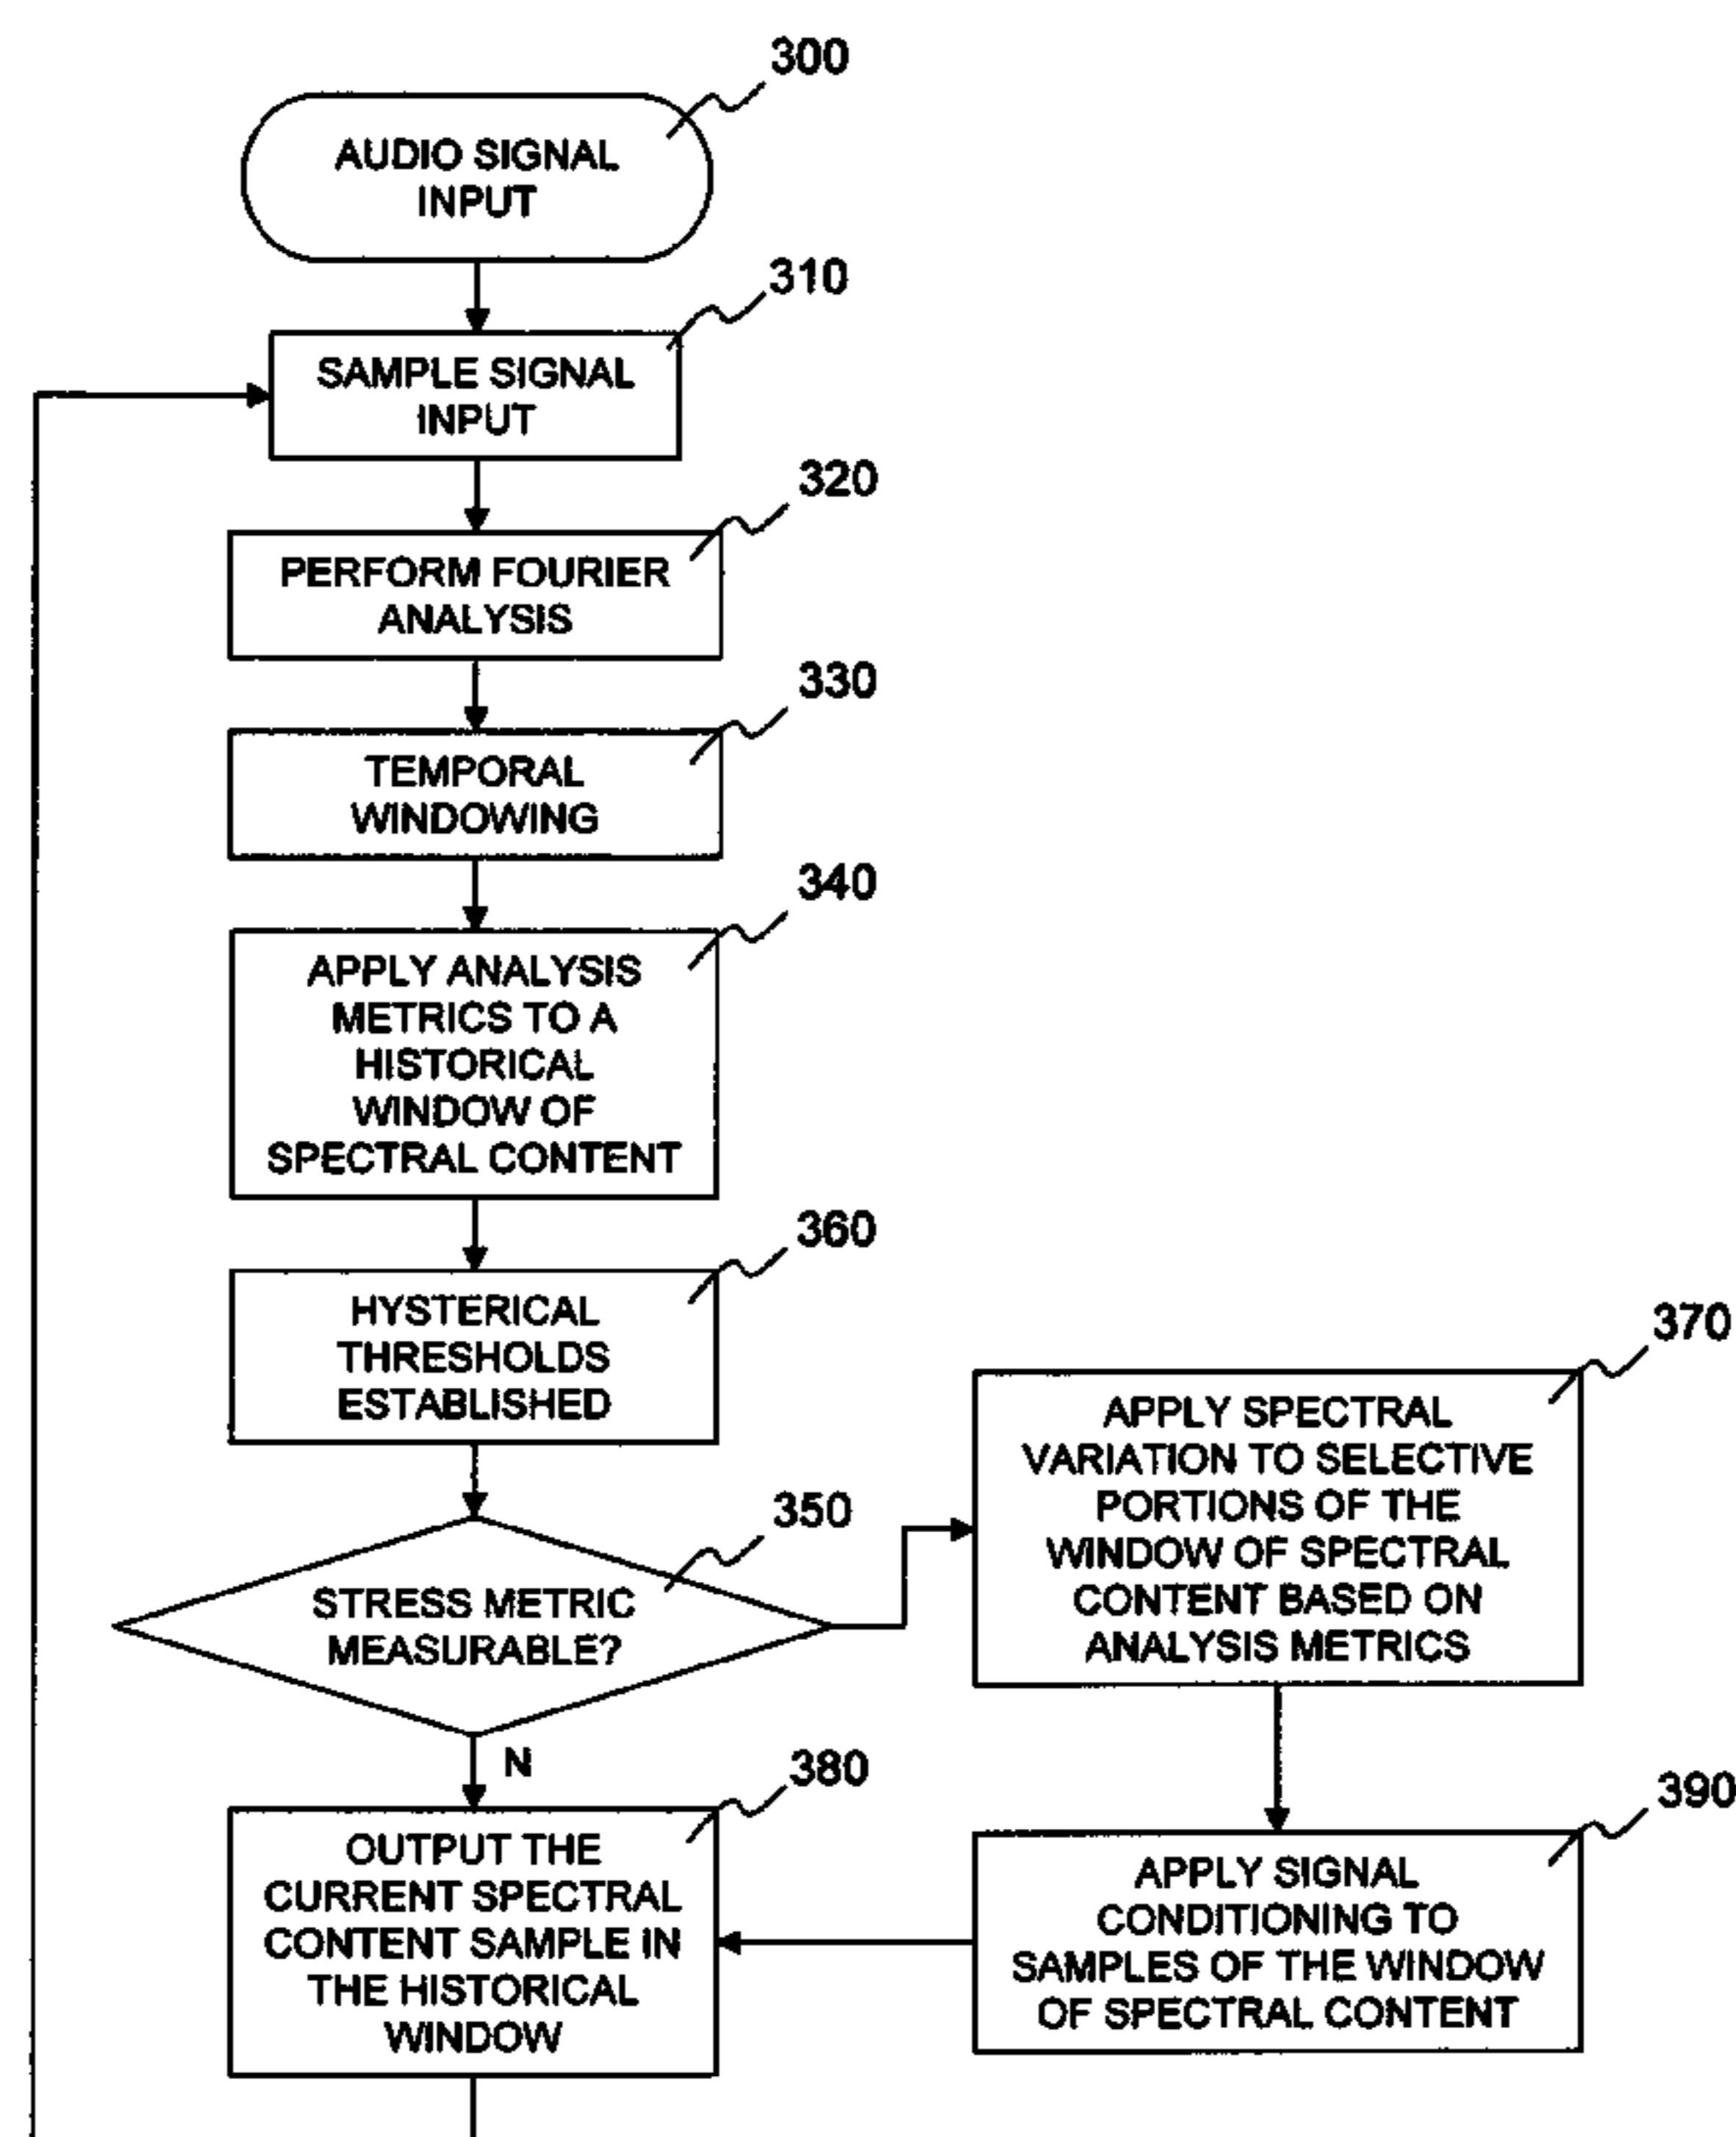 300
AUDIO SIGNAL
INPUT
310
SAMPLE SIGNAL
INPUT
320
PERFORM FOURIER
ANALYSIS
330
TEMPORAL
WINDOWING
340
APPLY ANALYSIS
METRICS TO A
HISTORICAL
WINDOW OF
SPECTRAL CONTENT
360
HYSTERICAL
THRESHOLDS
ESTABLISHED
350
STRESS METRIC
MEASURABLE?
N
370
APPLY SPECTRAL
VARIATION TO SELECTIVE
PORTIONS OF THE
WINDOW OF SPECTRAL
CONTENT BASED ON
ANALYSIS METRICS
380
OUTPUT THE
CURRENT SPECTRAL
CONTENT SAMPLE IN
THE HISTORICAL
WINDOW
390
APPLY SIGNAL
CONDITIONING TO
SAMPLES OF THE WINDOW
OF SPECTRAL CONTENT